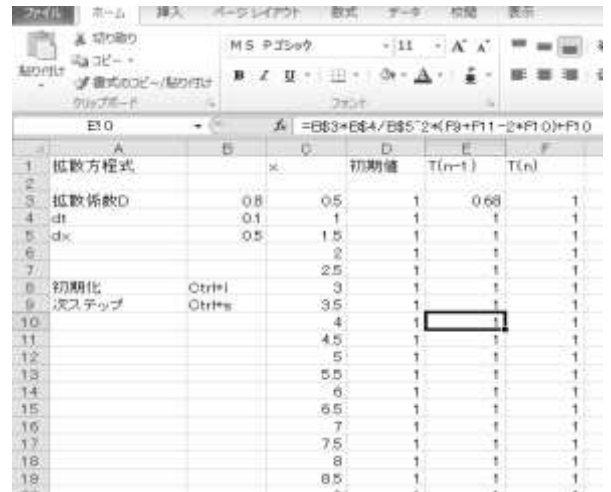 ファイル ホーム 挿入 ページレイアウト 数式 データ 校閲 表示
切り取り
コピー
貼り付け
書式のコピー/貼り付け
クリップボード
MS Pゴシック 11
B I U
フォント
E10 fx =B$3*B$4/B$5^2*(F9+F11-2*F10)+F10
A B C D E F
1 拡散方程式 x 初期値 T(n-1) T(n)
2
3 拡散係数D 0.8 0.5 1 0.68 1
4 dt 0.1 1 1 1 1
5 dx 0.5 1.5 1 1 1
6 2 1 1 1
7 2.5 1 1 1
8 初期化 Ctrl+i 3 1 1 1
9 次ステップ Ctrl+s 3.5 1 1 1
10 4 1 1 1
11 4.5 1 1 1
12 5 1 1 1
13 5.5 1 1 1
14 6 1 1 1
15 6.5 1 1 1
16 7 1 1 1
17 7.5 1 1 1
18 8 1 1 1
19 8.5 1 1 1